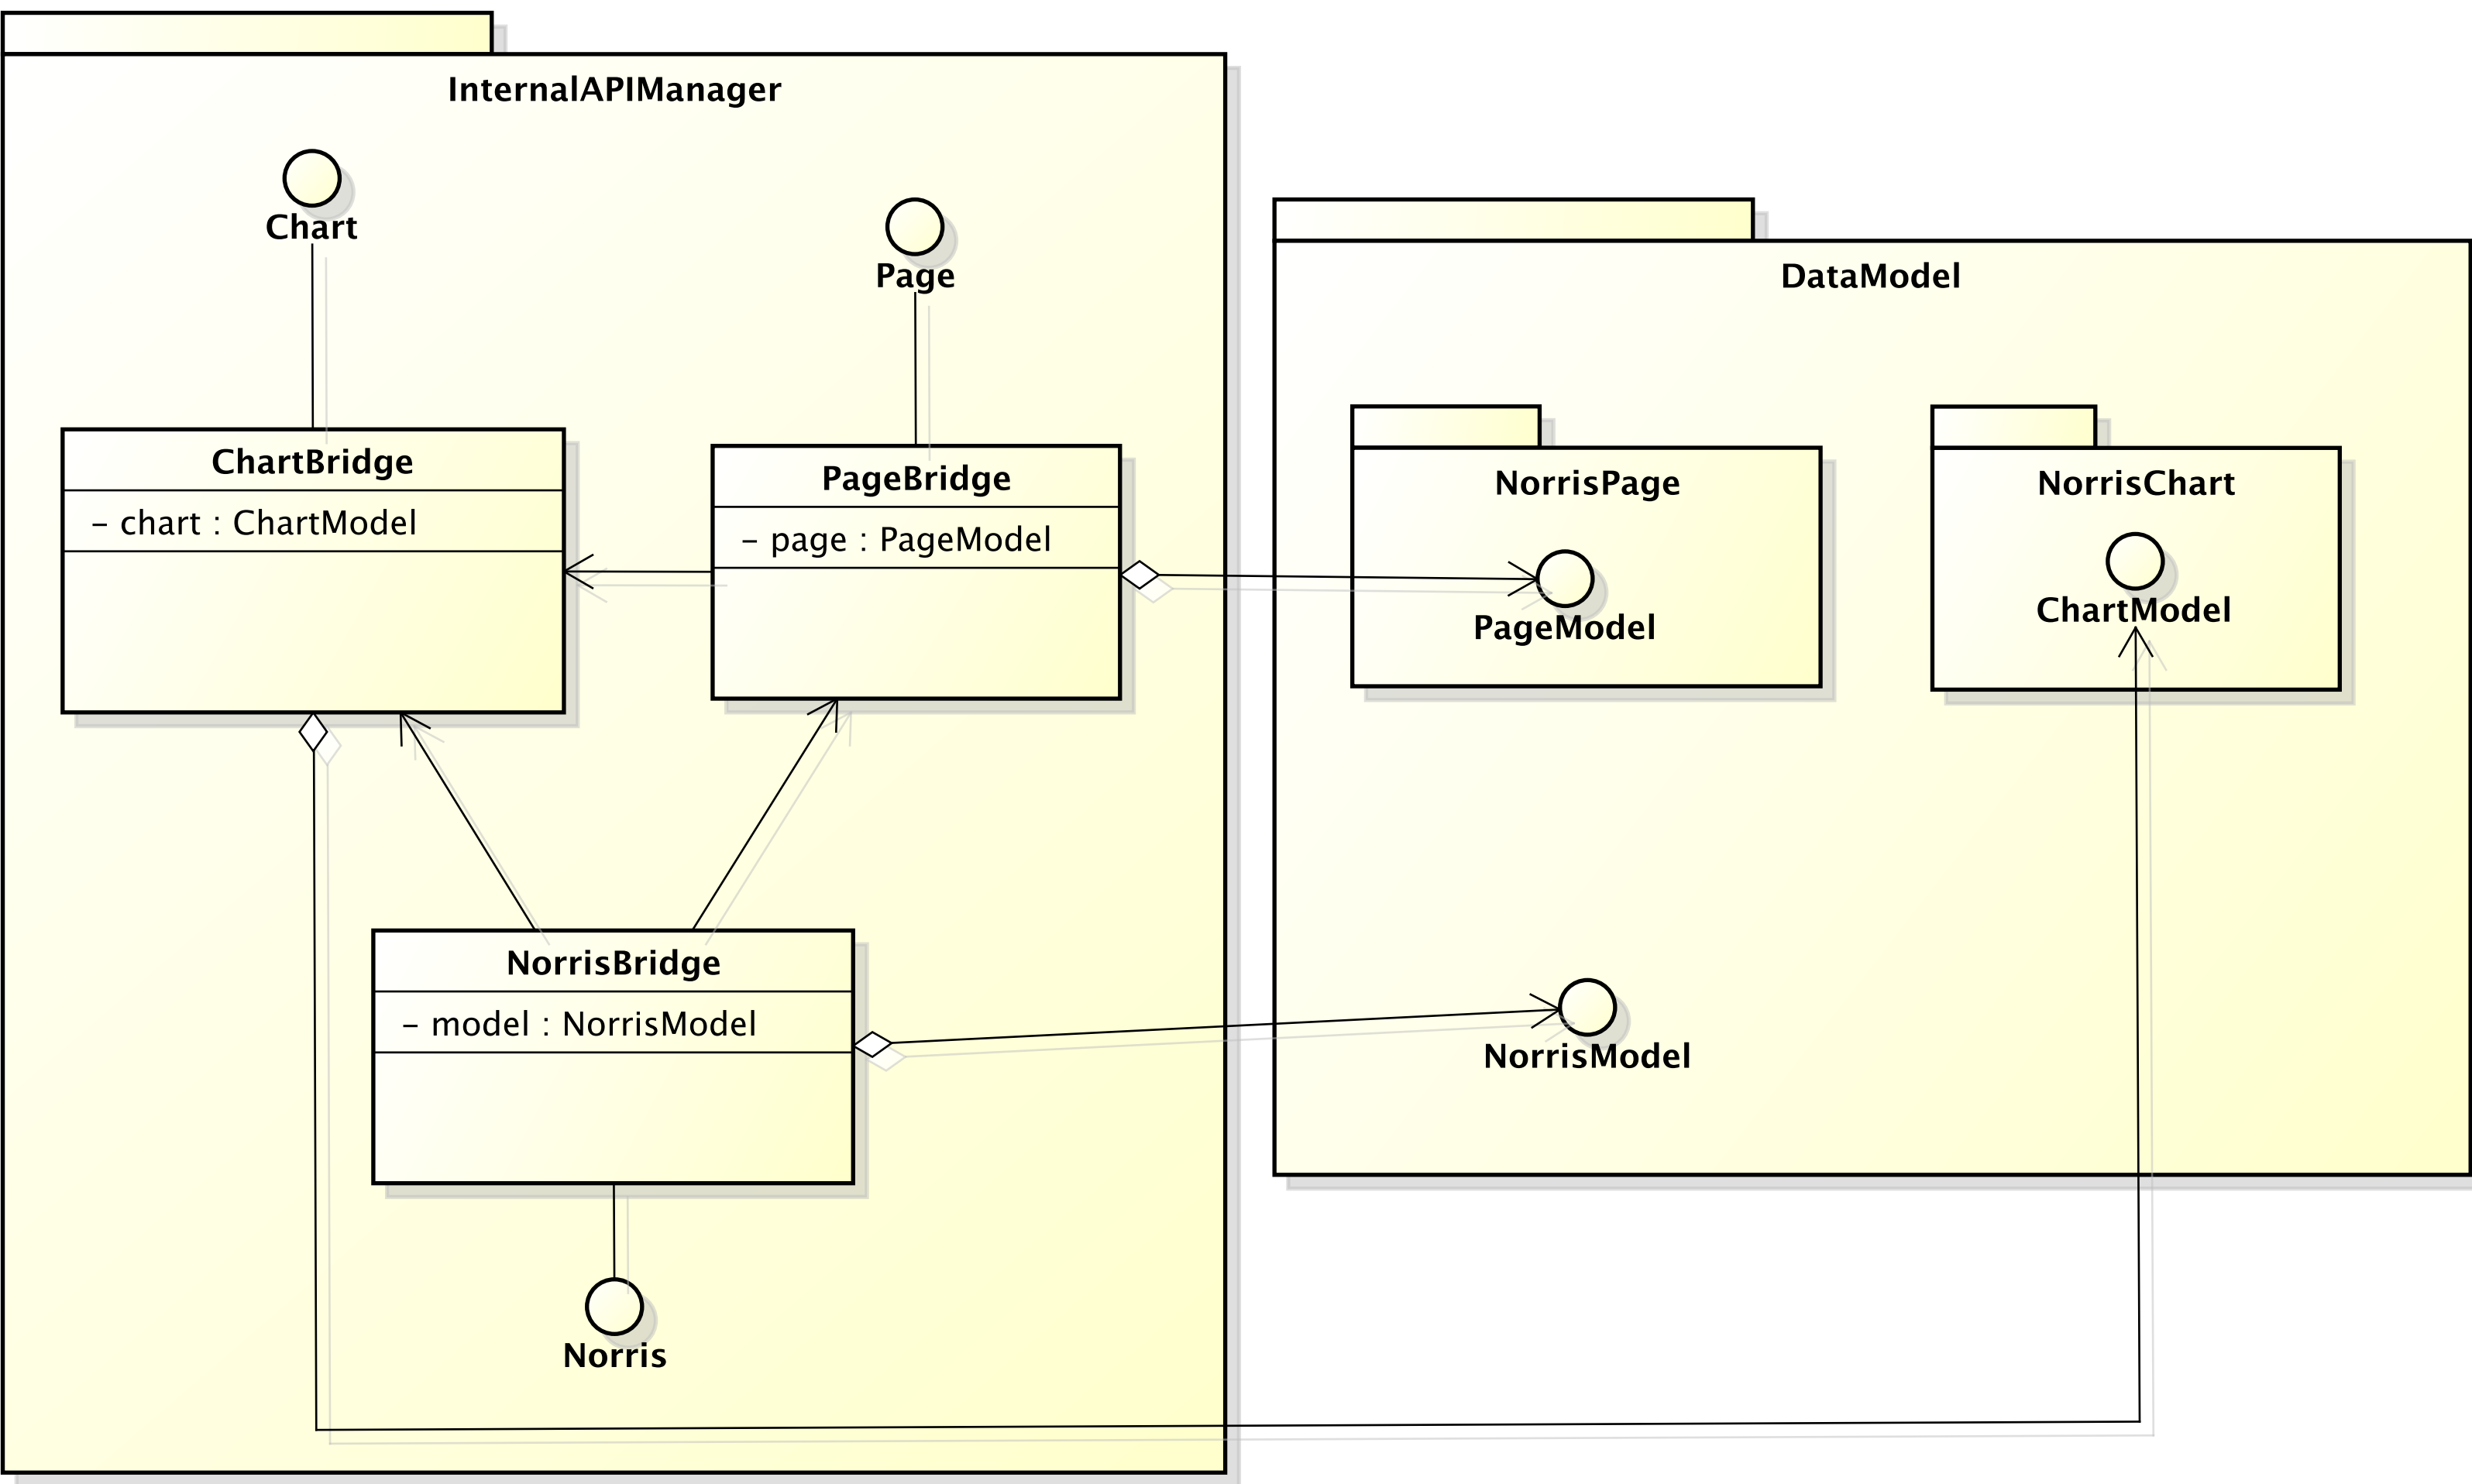 InternalAPIManager
Chart
Page
ChartBridge
- chart : ChartModel
PageBridge
- page : PageModel
NorrisBridge
- model : NorrisModel
Norris
DataModel
NorrisPage
PageModel
NorrisChart
ChartModel
NorrisModel